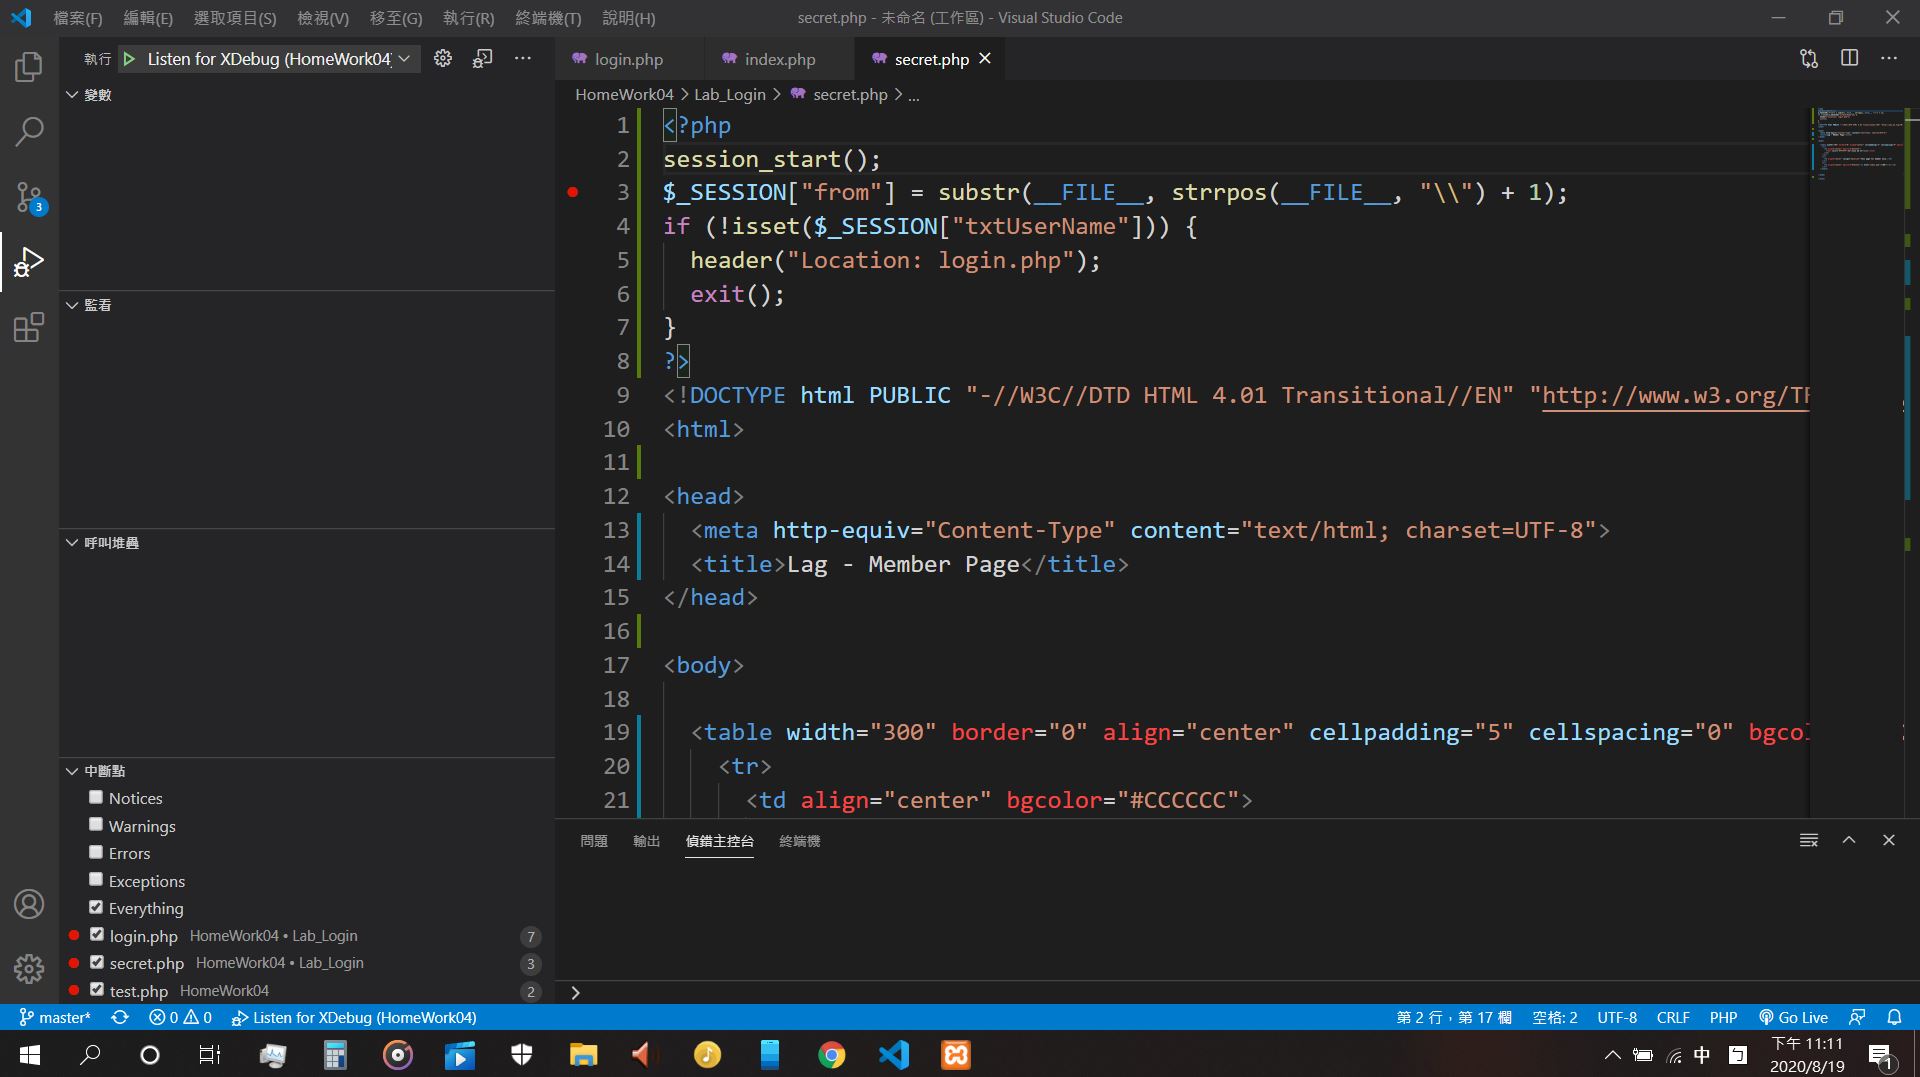 檔案(F) 編輯(E) 選取項目(S) 檢視(V) 移至(G) 執行(R) 終端機(T) 說明(H) secret.php - 未命名 (工作區) - Visual Studio Code
執行 Listen for XDebug (HomeWork04) ···
變數
監看
呼叫堆疊
中斷點
Notices
Warnings
Errors
Exceptions
Everything
login.php HomeWork04 • Lab_Login 7
secret.php HomeWork04 • Lab_Login 3
test.php HomeWork04 2
3
login.php index.php secret.php
HomeWork04 > Lab_Login > secret.php > ...
1 <?php
2 session_start();
3 $_SESSION["from"] = substr(__FILE__, strrpos(__FILE__, "\\") + 1);
4 if (!isset($_SESSION["txtUserName"])) {
5 header("Location: login.php");
6 exit();
7 }
8 ?>
9 <!DOCTYPE html PUBLIC "-//W3C//DTD HTML 4.01 Transitional//EN" "http://www.w3.org/TR
10 <html>
11
12 <head>
13 <meta http-equiv="Content-Type" content="text/html; charset=UTF-8">
14 <title>Lag - Member Page</title>
15 </head>
16
17 <body>
18
19 <table width="300" border="0" align="center" cellpadding="5" cellspacing="0" bgcol
20 <tr>
21 <td align="center" bgcolor="#CCCCCC">
問題 輸出 偵錯主控台 終端機
>
master* 0 0 Listen for XDebug (HomeWork04) 第 2 行，第 17 欄 空格: 2 UTF-8 CRLF PHP Go Live
中 ㄅ 下午 11:11
2020/8/19 1